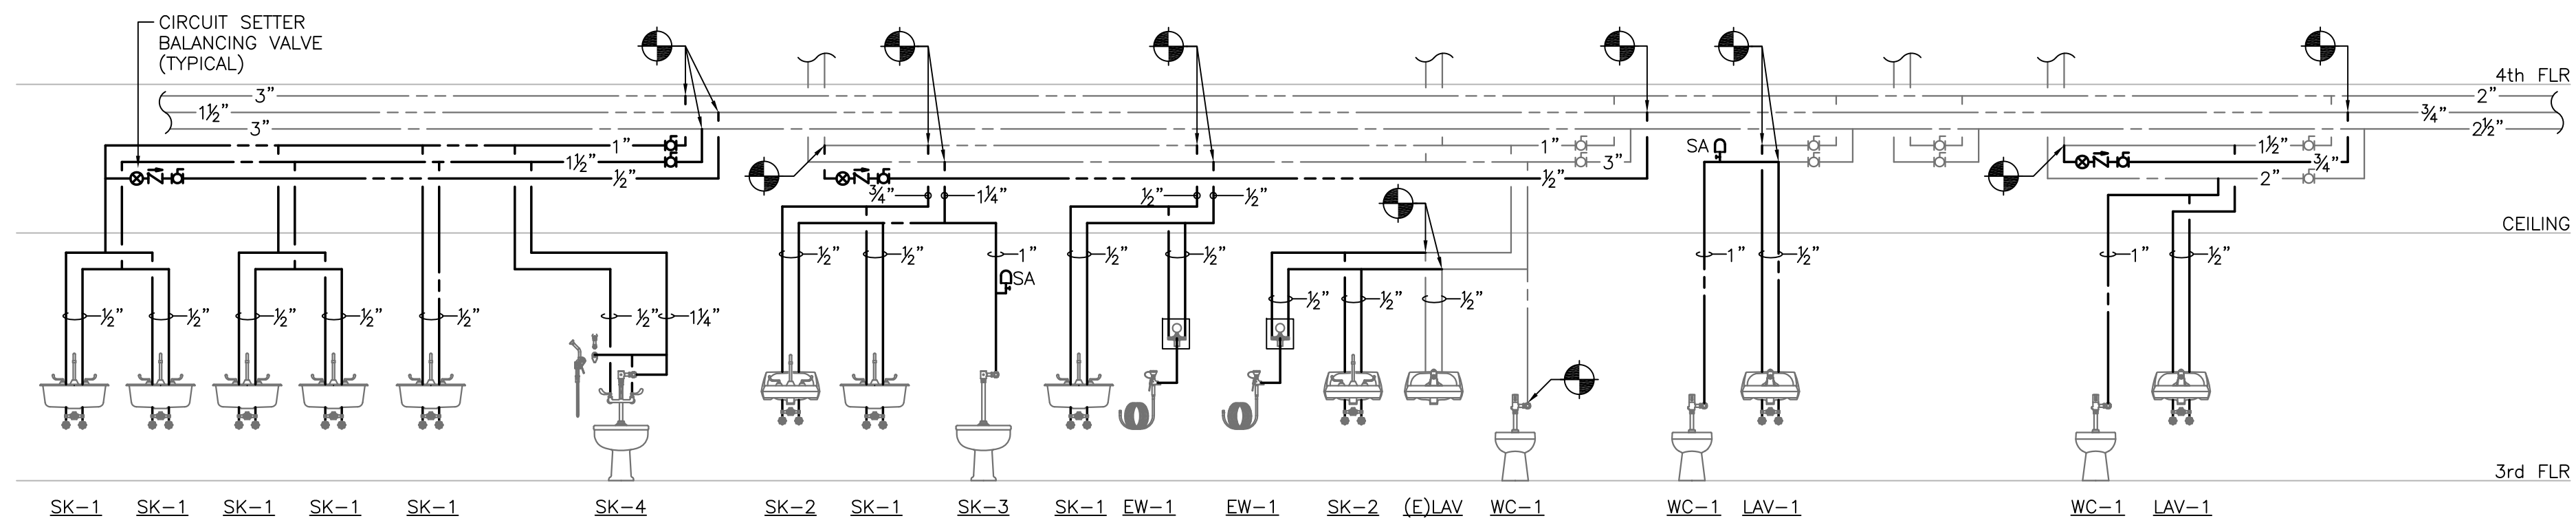 CIRCUIT SETTER
BALANCING VALVE
(TYPICAL)
4th FLR
3"
2"
1½"
¾"
3"
2½"
1"
1"
SA
1½"
1½"
3"
¾"
½"
½"
2"
¾"
1¼"
½"
½"
CEILING
½"
½"
1"
½"
½"
1"
½"
1"
½"
SA
½"
½"
½"
½"
½"
½"
½"
½"
½"
1¼"
3rd FLR
SK-1
SK-1
SK-1
SK-1
SK-1
SK-4
SK-2
SK-1
SK-3
SK-1
EW-1
EW-1
SK-2
(E)LAV
WC-1
WC-1
LAV-1
WC-1
LAV-1